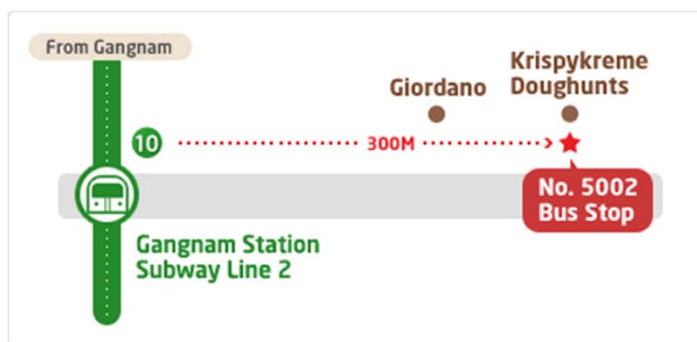 From Gangnam
Krispykreme
Doughunts
Giordano
10
300M
No. 5002
Bus Stop
Gangnam Station
Subway Line 2